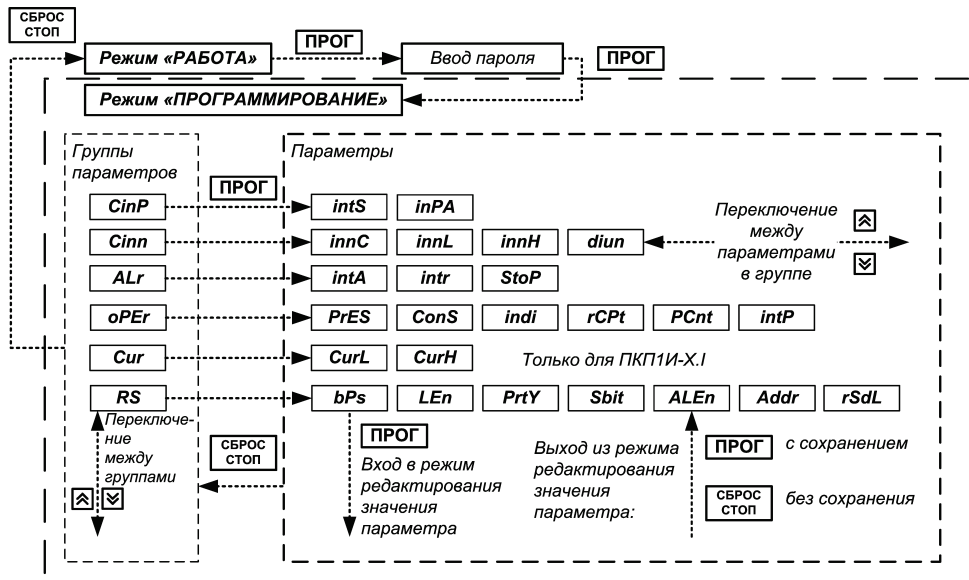 СБРОС
СТОП
Режим «РАБОТА»
ПРОГ
Ввод пароля
ПРОГ
Режим «ПРОГРАММИРОВАНИЕ»
Группы
параметров
Параметры
CinP
ПРОГ
intS
inPA
Cinn
innC
innL
innH
diun
Переключение
между
параметрами
в группе
ALr
intA
intr
StoP
oPEr
PrES
ConS
indi
rCPt
PCnt
intP
Cur
CurL
CurH
Только для ПКП1И-Х.I
RS
bPs
LEn
PrtY
Sbit
ALEn
Addr
rSdL
Переключе-
ние
между
группами
СБРОС
СТОП
ПРОГ
Вход в режим
редактирования
значения
параметра
Выход из режима
редактирования
значения
параметра:
ПРОГ
с сохранением
СБРОС
СТОП
без сохранения